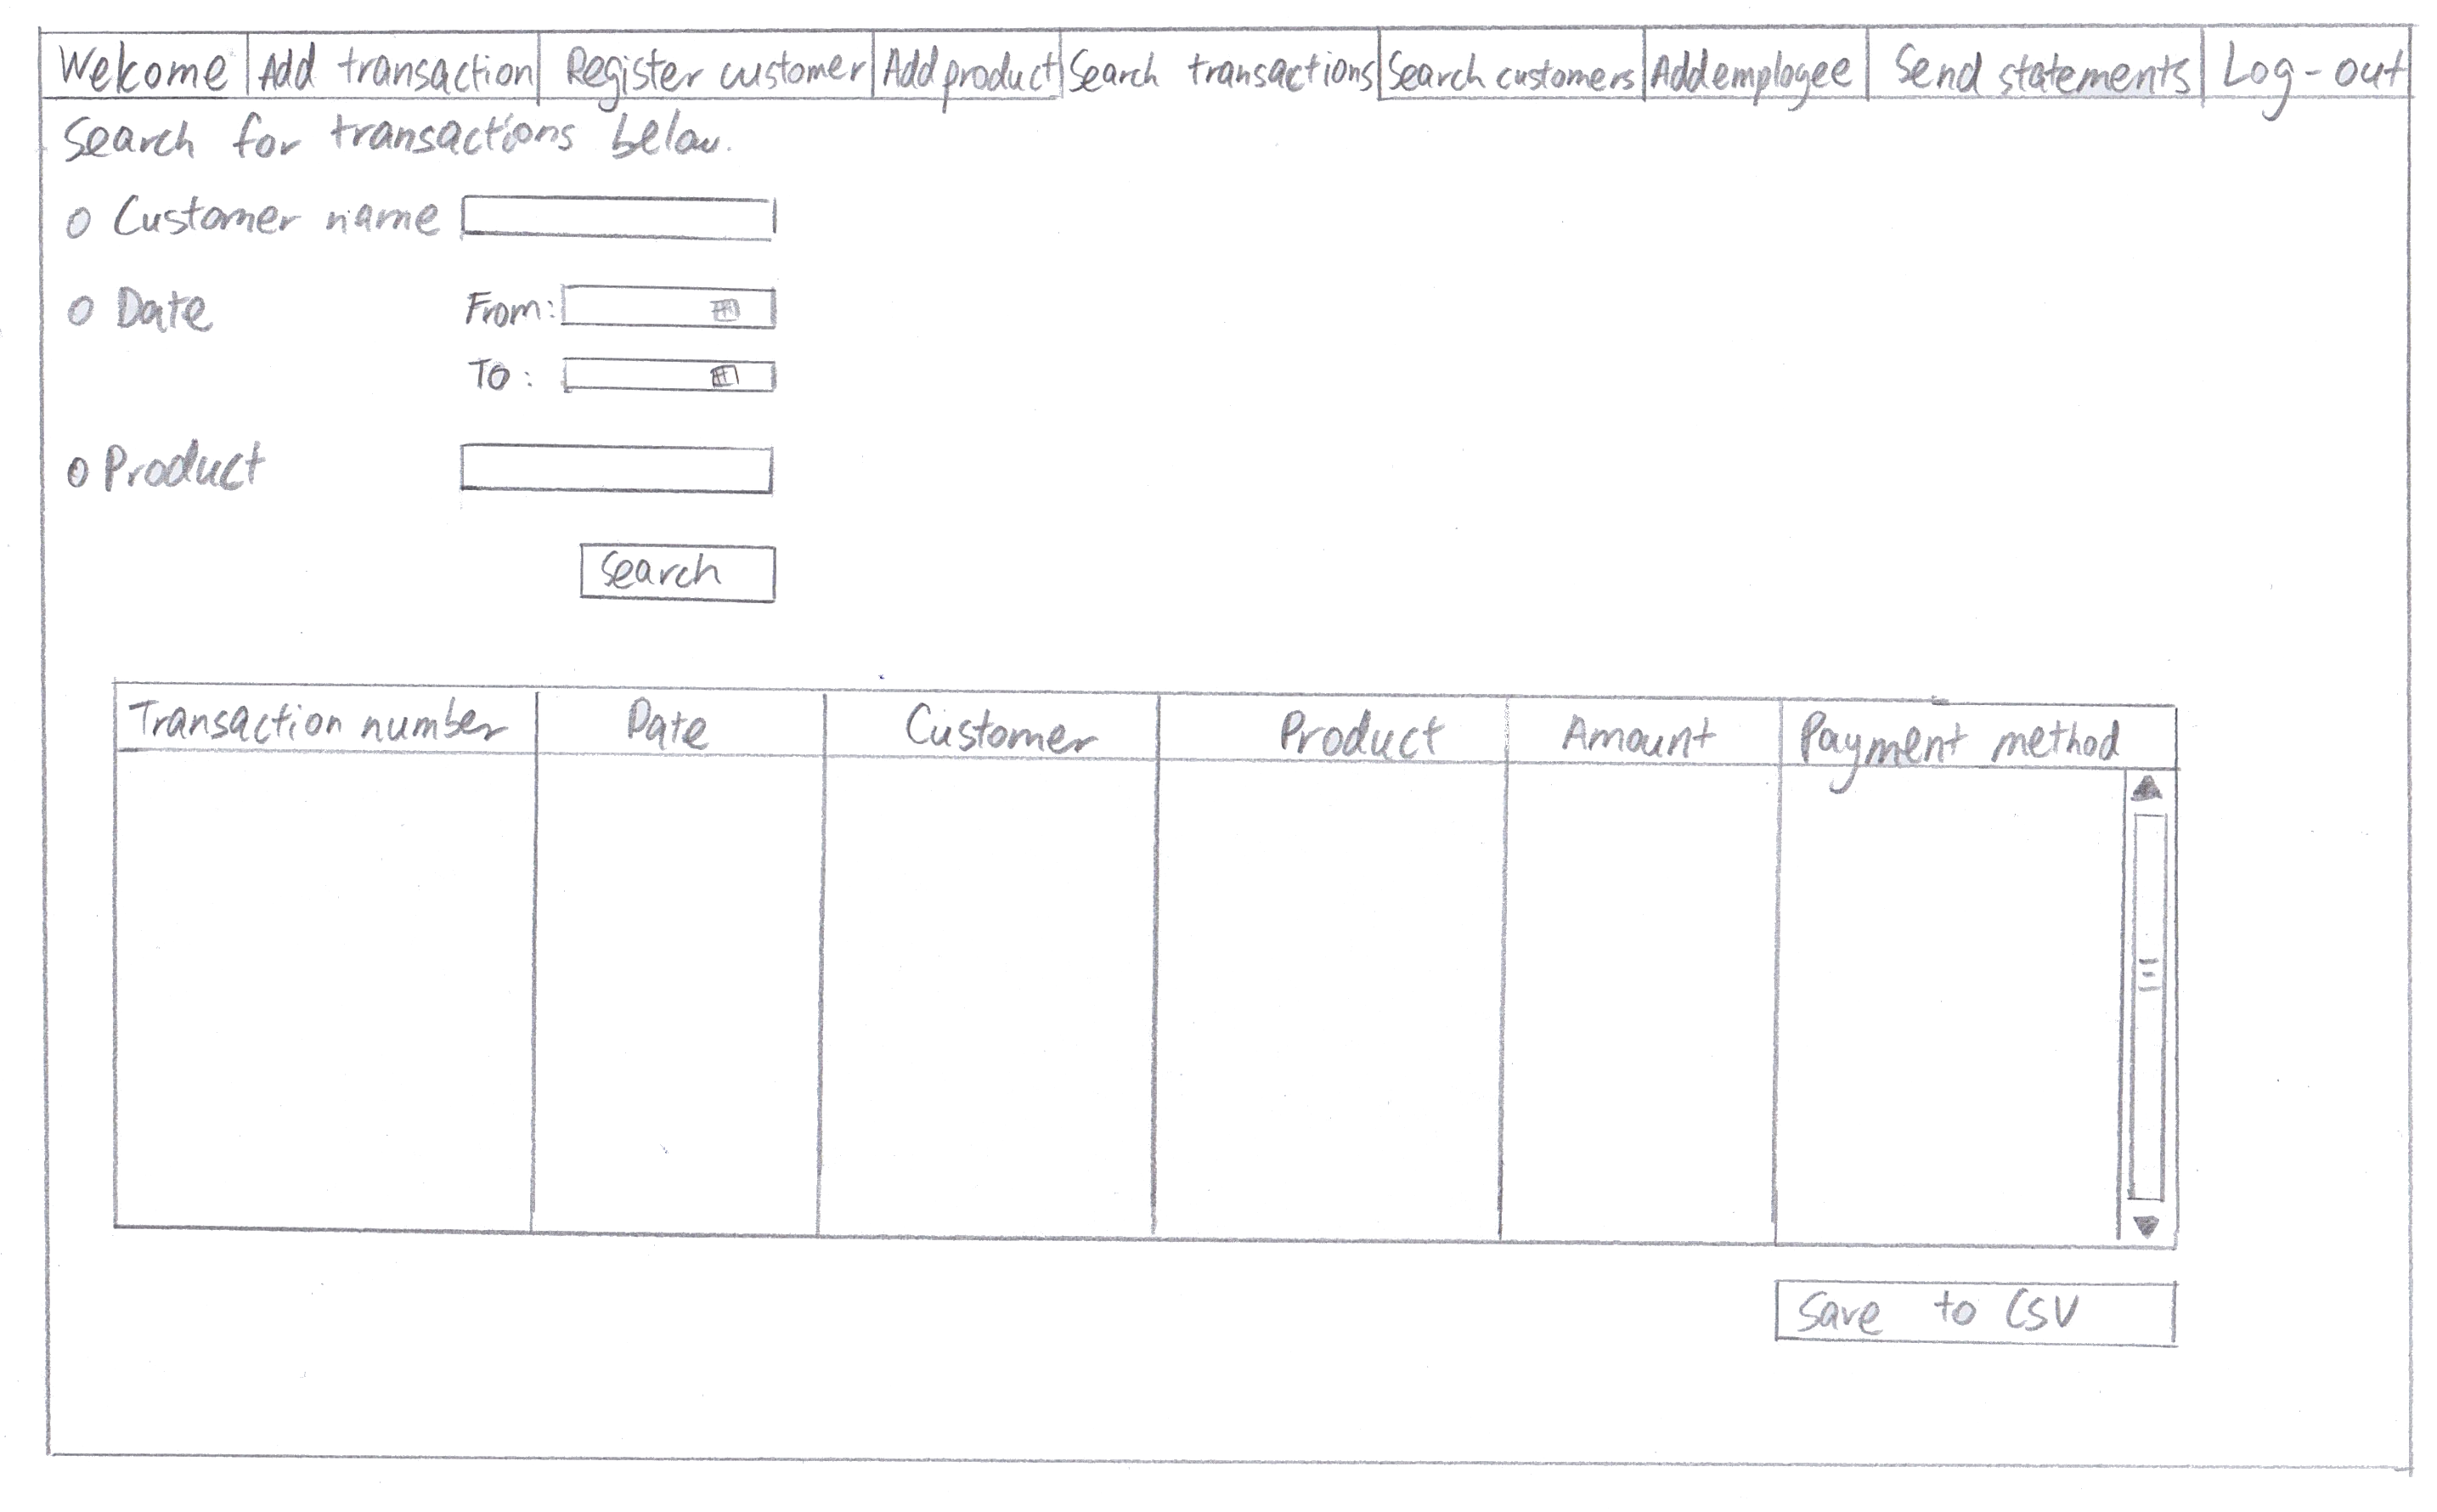 Welcome Add transaction Register customer Add product Search transactions Search customers Add employee Send statements Log-out
Search for transactions below.
Customer name
Date From:
To:
Product
Search
Transaction number Date Customer Product Amount Payment method
Save to CSV